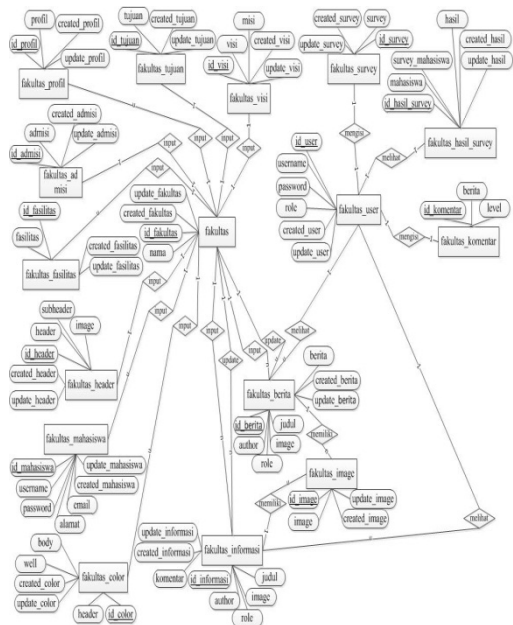 profil
created_profil
id_profil
update_profil
fakultas_profil
tujuan
created_tujuan
id_tujuan
update_tujuan
fakultas_tujuan
misi
visi
created_visi
id_visi
update_visi
fakultas_visi
created_survey
survey
update_survey
id_survey
fakultas_survey
hasil
created_hasil
survey_mahasiswa
update_hasil
mahasiswa
id_hasil_survey
fakultas_hasil_survey
created_admisi
admisi
update_admisi
id_admisi
fakultas_ad
misi
input
input
input
input
input
input
mengisi
melihat
id_user
username
password
role
created_user
update_user
fakultas_user
berita
id_komentar
level
mengisi
fakultas_komentar
id_fasilitas
fasilitas
fakultas_fasilitas
created_fasilitas
update_fasilitas
update_fakultas
created_fakultas
id_fakultas
nama
fakultas
subheader
image
header
id_header
created_header
update_header
fakultas_header
input
input
input
input
update
input
update
melihat
fakultas_mahasiswa
id_mahasiswa
update_mahasiswa
username
created_mahasiswa
password
email
alamat
berita
created_berita
update_berita
fakultas_berita
id_berita
judul
author
image
role
memiliki
fakultas_image
id_image
update_image
image
created_image
memiliki
melihat
body
well
created_color
update_color
fakultas_color
header
id_color
update_informasi
created_informasi
fakultas_informasi
komentar
id_informasi
judul
author
image
role